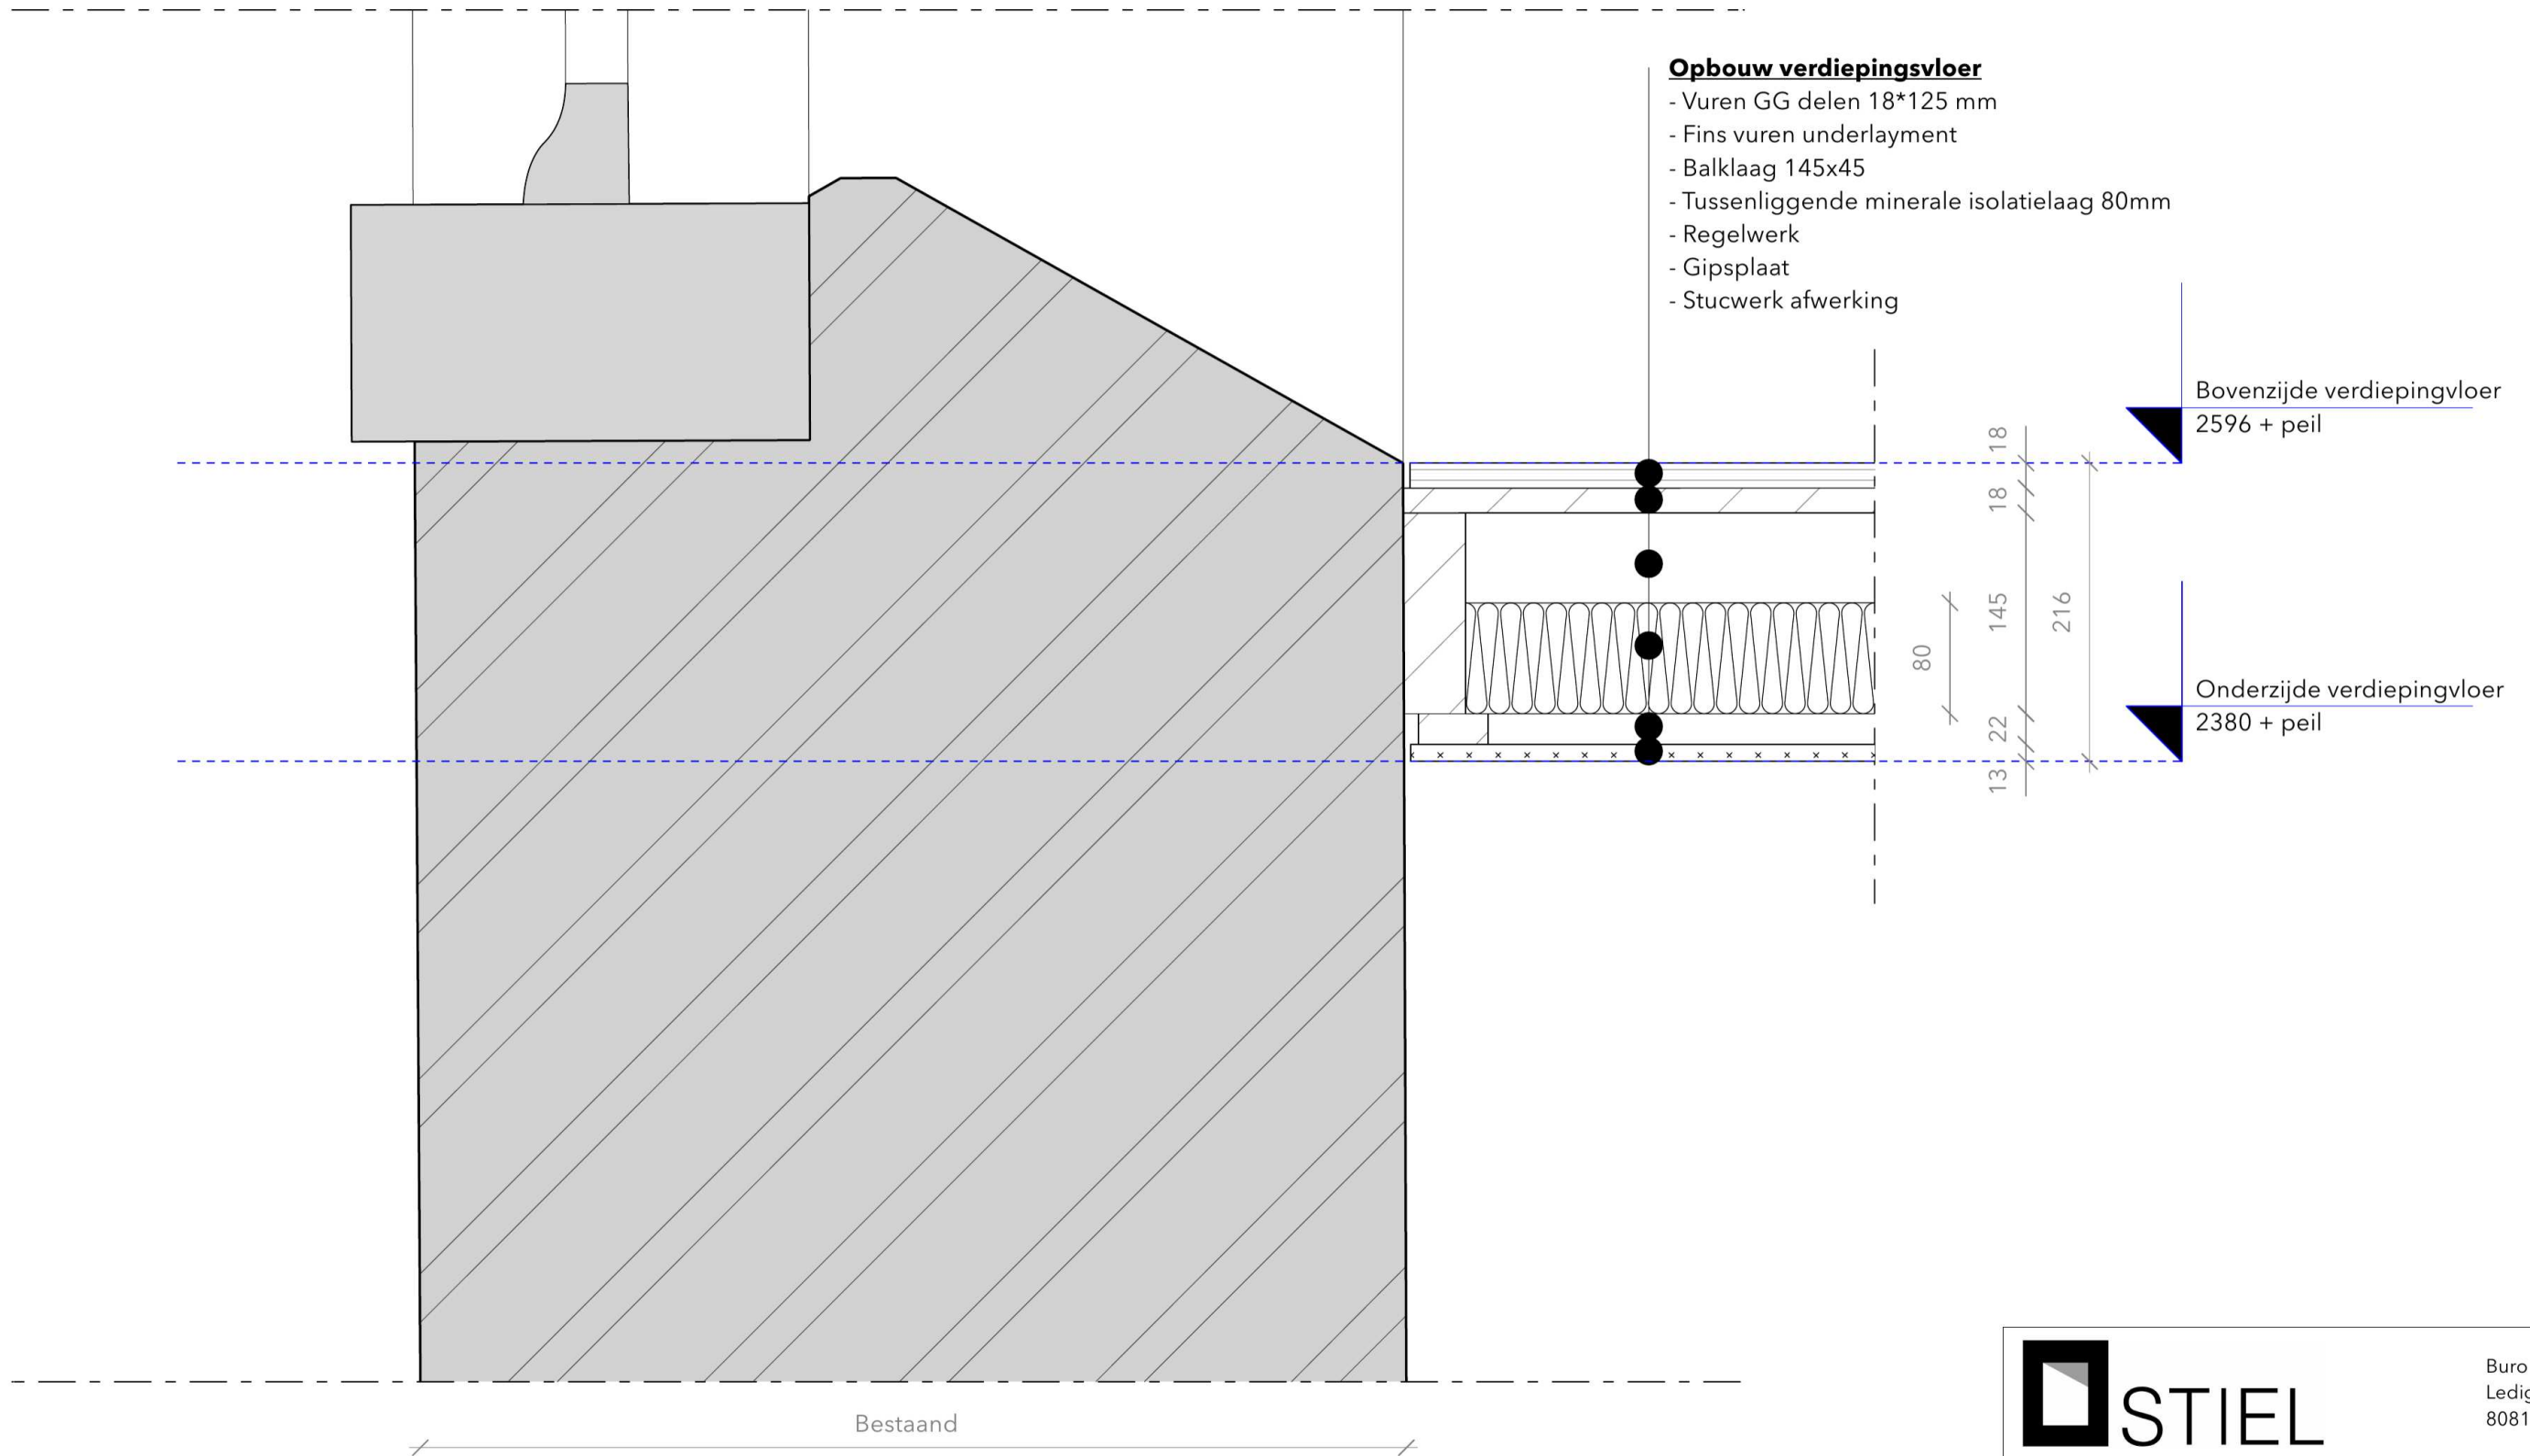 Opbouw verdiepingsvloer
- Vuren GG delen 18*125 mm
- Fins vuren underlayment
- Balklaag 145x45
- Tussenliggende minerale isolatielaag 80mm
- Regelwerk
- Gipsplaat
- Stucwerk afwerking
Bovenzijde verdiepingvloer
2596 + peil
18
18
145
216
80
Onderzijde verdiepingvloer
2380 + peil
22
13
Bestaand
STIEL
Buro
8081